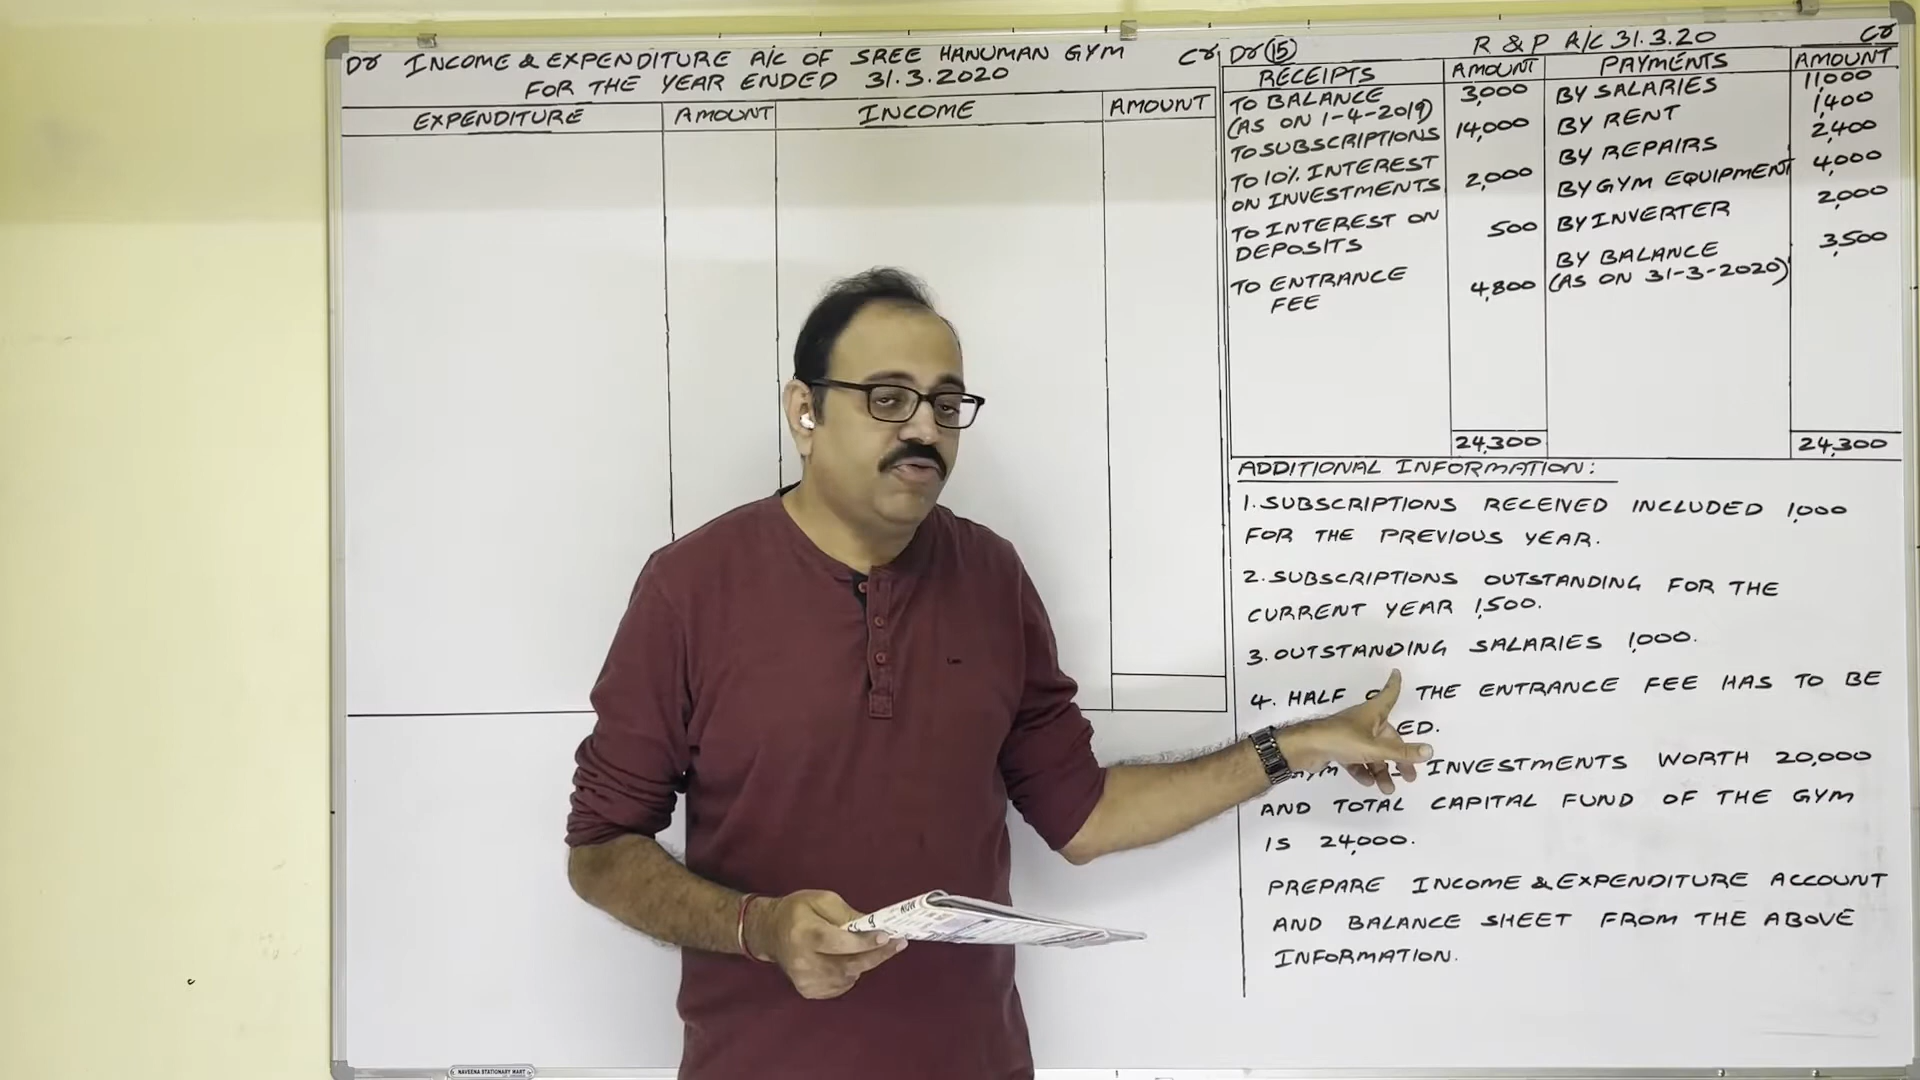 Dr INCOME & EXPENDITURE A/C OF SREE HANUMAN GYM Cr
FOR THE YEAR ENDED 31.3.2020
EXPENDITURE AMOUNT INCOME AMOUNT
Dr 15 R & P A/C 31.3.20 Cr
RECEIPTS AMOUNT PAYMENTS AMOUNT
TO BALANCE 3,000 BY SALARIES 11,000
(AS ON 1-4-2019)
TO SUBSCRIPTIONS 14,000 BY RENT 1,400
TO 10% INTEREST BY REPAIRS 2,400
ON INVESTMENTS 2,000 BY GYM EQUIPMENT 4,000
TO INTEREST ON 500 BY INVERTER 2,000
DEPOSITS
TO ENTRANCE 4,800 BY BALANCE 3,500
FEE (AS ON 31-3-2020)
24,300 24,300
ADDITIONAL INFORMATION:
1. SUBSCRIPTIONS RECEIVED INCLUDED 1,000
FOR THE PREVIOUS YEAR.
2. SUBSCRIPTIONS OUTSTANDING FOR THE
CURRENT YEAR 1,500.
3. OUTSTANDING SALARIES 1,000.
4. HALF THE ENTRANCE FEE HAS TO BE
ED.
GYM INVESTMENTS WORTH 20,000
AND TOTAL CAPITAL FUND OF THE GYM
IS 24,000.
PREPARE INCOME & EXPENDITURE ACCOUNT
AND BALANCE SHEET FROM THE ABOVE
INFORMATION.
NAVEENA STATIONARY MART